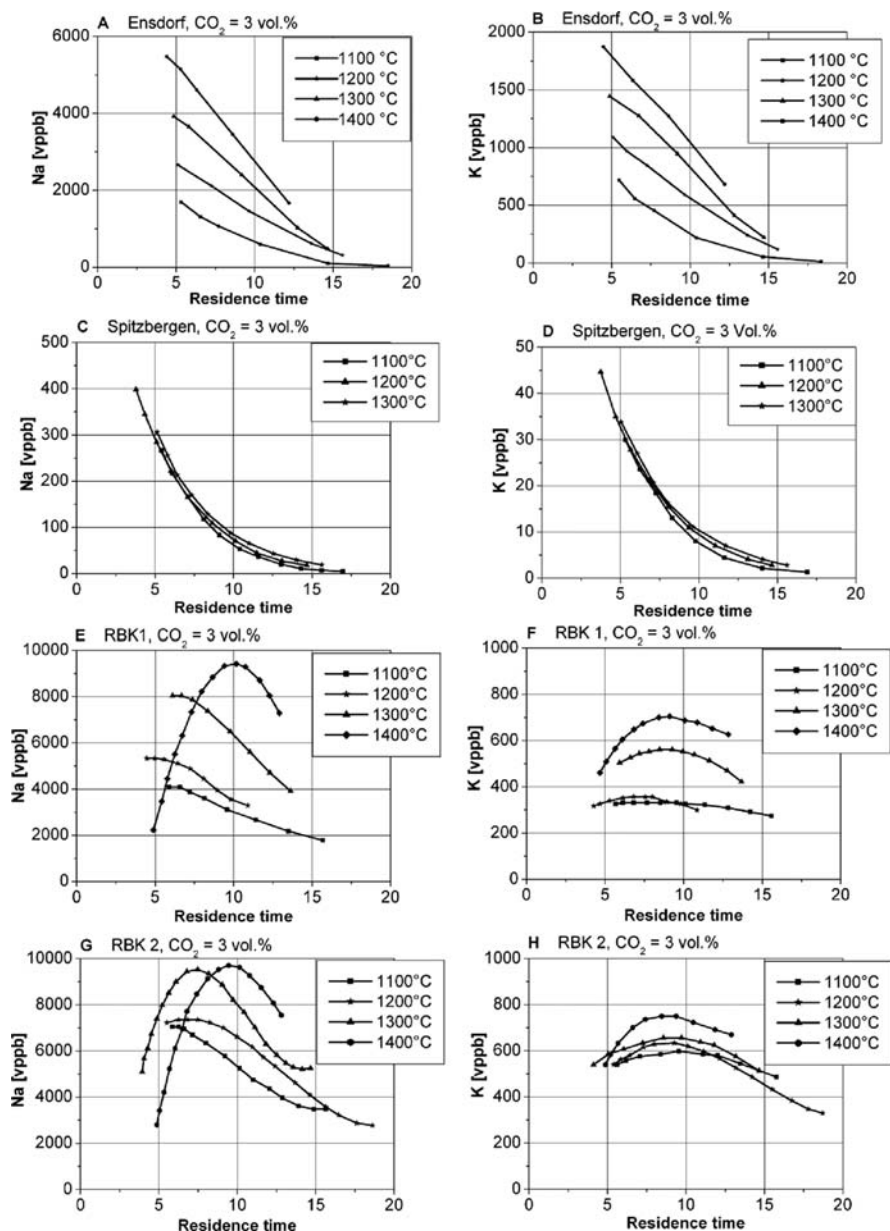 A Ensdorf, CO₂ = 3 vol.%
6000
4000
2000
0
Na [vppb]
1100 °C
1200 °C
1300 °C
1400 °C
0 5 10 15 20
Residence time
B Ensdorf, CO₂ = 3 vol.%
2000
1500
1000
500
0
K [vppb]
1100 °C
1200 °C
1300 °C
1400 °C
0 5 10 15 20
Residence time
C Spitzbergen, CO₂ = 3 vol.%
500
400
300
200
100
0
Na [vppb]
1100°C
1200°C
1300°C
0 5 10 15 20
Residence time
D Spitzbergen, CO₂ = 3 Vol.%
50
40
30
20
10
0
K [vppb]
1100°C
1200°C
1300°C
0 5 10 15 20
Residence time
E RBK1, CO₂ = 3 vol.%
10000
8000
6000
4000
2000
0
Na [vppb]
1100°C
1200°C
1300°C
1400°C
0 5 10 15 20
Residence time
F RBK 1, CO₂ = 3 vol.%
1000
800
600
400
200
0
K [vppb]
1100°C
1200°C
1300°C
1400°C
0 5 10 15 20
Residence time
G RBK 2, CO₂ = 3 vol.%
10000
8000
6000
4000
2000
0
Na [vppb]
1100°C
1200°C
1300°C
1400°C
0 5 10 15 20
Residence time
H RBK 2, CO₂ = 3 vol.%
1000
800
600
400
200
0
K [vppb]
1100°C
1200°C
1300°C
1400°C
0 5 10 15 20
Residence time